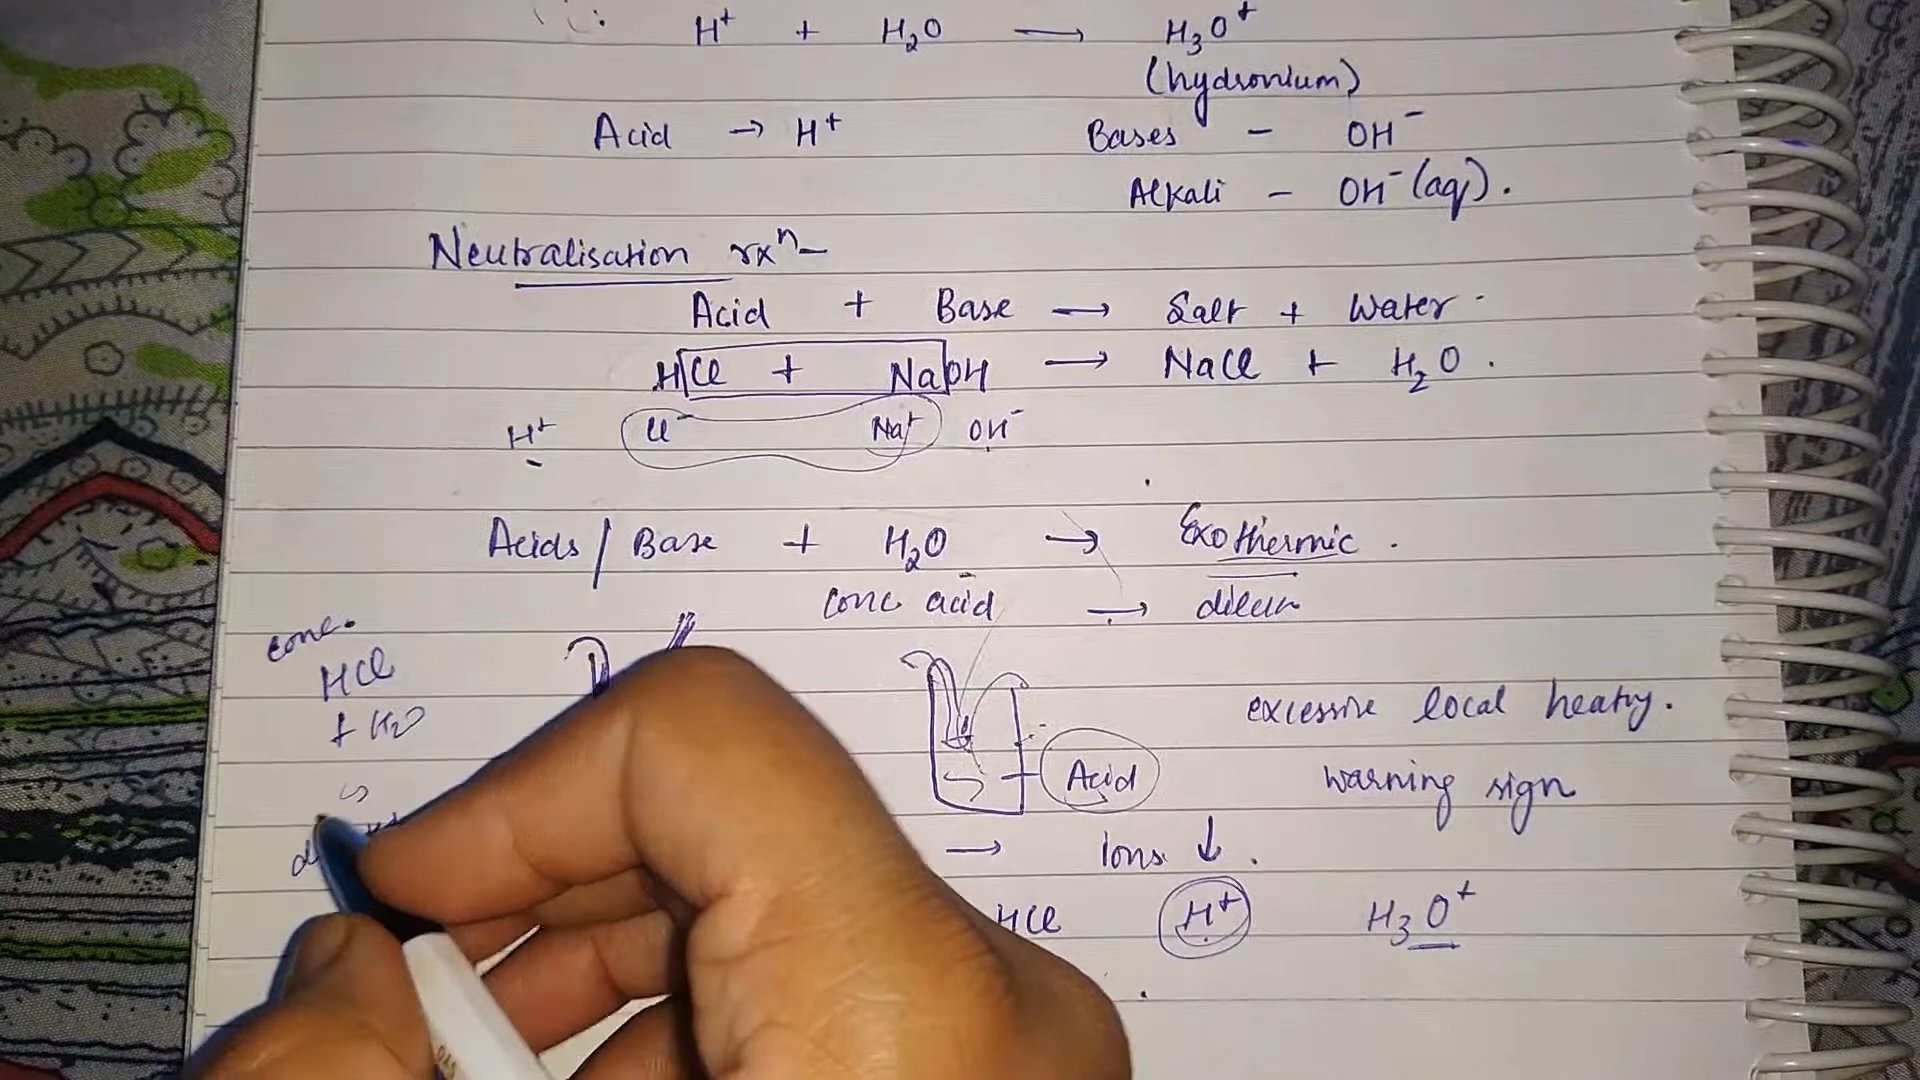 H⁺ + H₂O ⟶ H₃O⁺
(hydronium)
Acid → H⁺ Bases - OH⁻
Alkali - OH⁻(aq).
Neutralisation rxⁿ-
Acid + Base → Salt + Water.
HCl + NaOH → NaCl + H₂O.
H⁺ Cl⁻ Na⁺ OH⁻
Acids / Base + H₂O → Exothermic.
conc acid →
conc.
HCl
+ H₂O
excessive local
Acid
warning sign
→ Ions ↓.
HCl H⁺ H₃O⁺